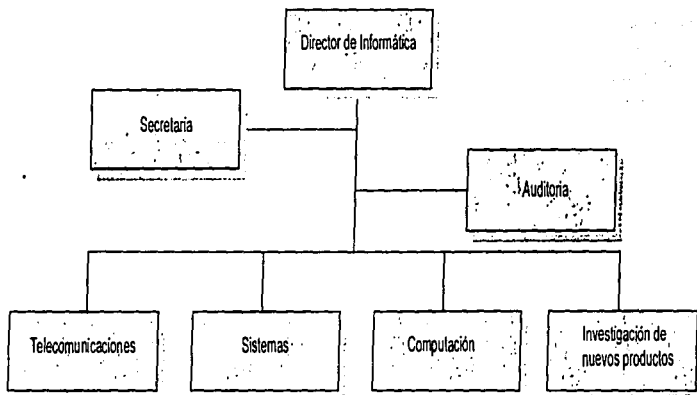 Director de Informática
Secretaria
Auditoria
Telecomunicaciones
Sistemas
Computación
Investigación de
nuevos productos